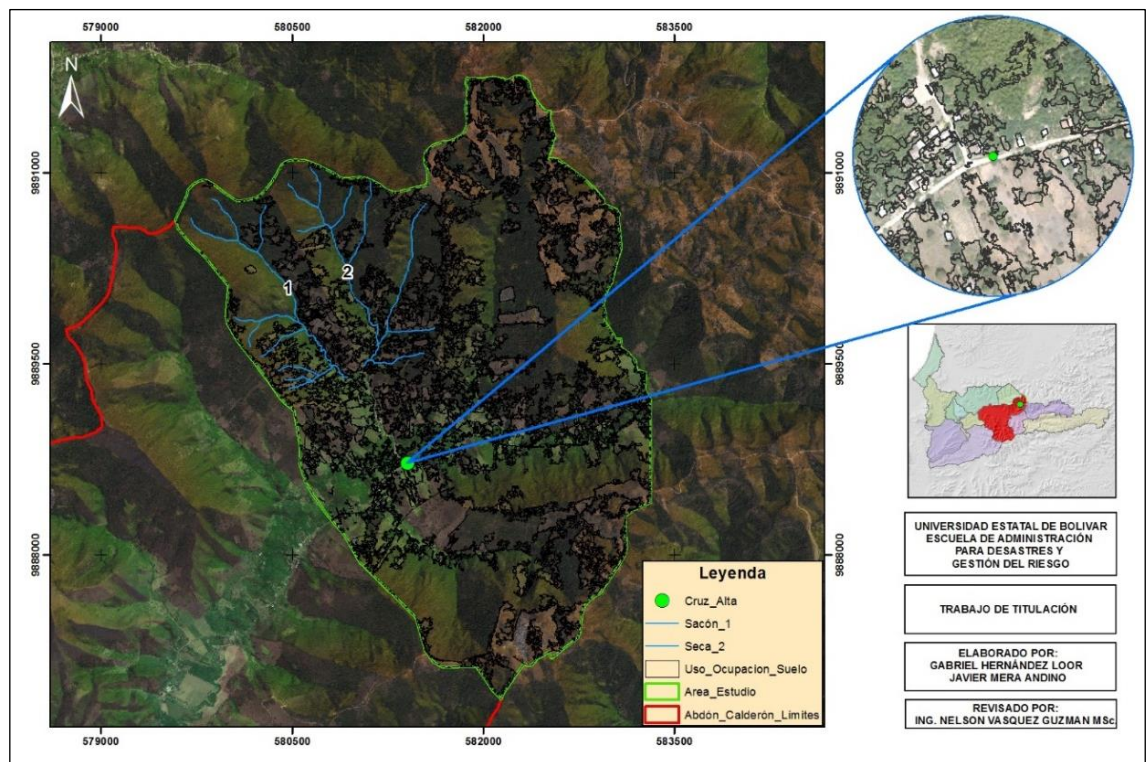 579000
580500
582000
583500
N
9891000
9889500
9888000
9891000
9889500
9888000
1
2
Leyenda
Cruz_Alta
Sacón_1
Seca_2
Uso_Ocupacion_Suelo
Area_Estudio
Abdón_Calderón_Limites
579000
580500
582000
583500
UNIVERSIDAD ESTATAL DE BOLIVAR
ESCUELA DE ADMINISTRACIÓN
PARA DESASTRES Y
GESTIÓN DEL RIESGO
TRABAJO DE TITULACIÓN
ELABORADO POR:
GABRIEL HERNÁNDEZ LOOR
JAVIER MERA ANDINO
REVISADO POR:
ING. NELSON VASQUEZ GUZMAN MSc.